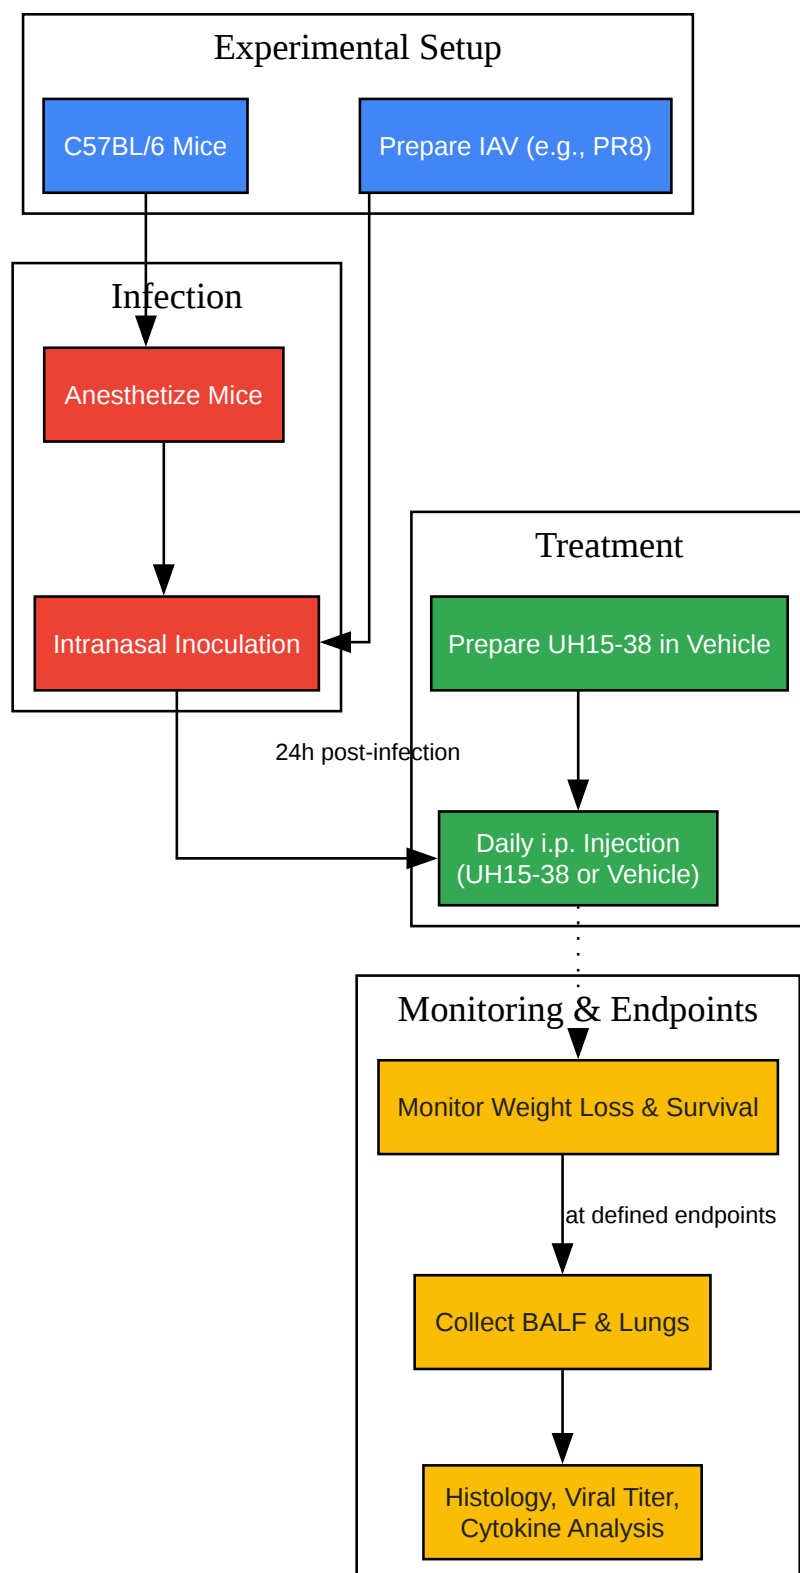 Experimental Setup
C57BL/6 Mice
Prepare IAV (e.g., PR8)
Infection
Anesthetize Mice
Intranasal Inoculation
Treatment
Prepare UH15-38 in Vehicle
24h post-infection
Daily i.p. Injection
(UH15-38 or Vehicle)
Monitoring & Endpoints
Monitor Weight Loss & Survival
at defined endpoints
Collect BALF & Lungs
Histology, Viral Titer,
Cytokine Analysis